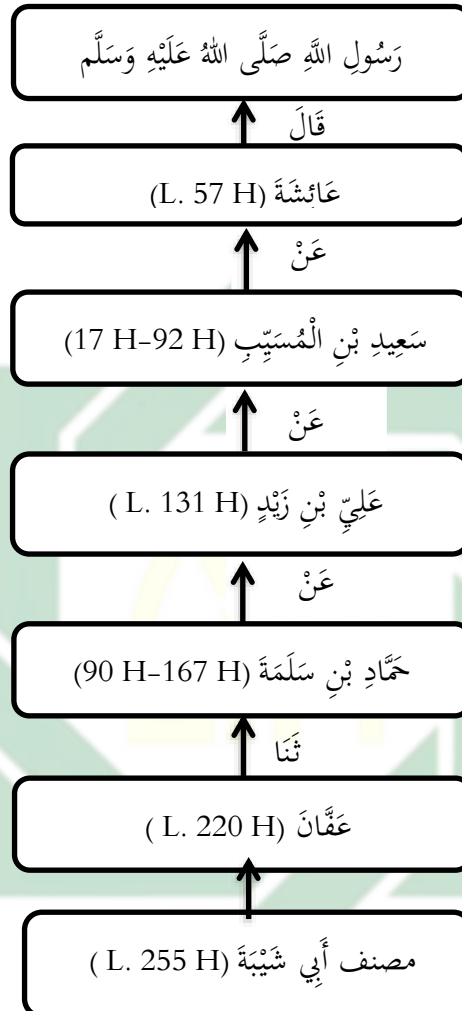 رَسُولِ اللَّهِ صَلَّى اللهُ عَلَيْهِ وَسَلَّم
قَالَ
عَائِشَةَ (L. 57 H)
عَنْ
سَعِيدِ بْنِ الْمُسَيِّبِ (17 H-92 H)
عَنْ
عَلِيِّ بْنِ زَيْدٍ (L. 131 H )
عَنْ
حَمَّادِ بْنِ سَلَمَةَ (90 H-167 H)
ثَنَا
عَفَّانَ (L. 220 H )
مصنف أَبِي شَيْبَةَ (L. 255 H )